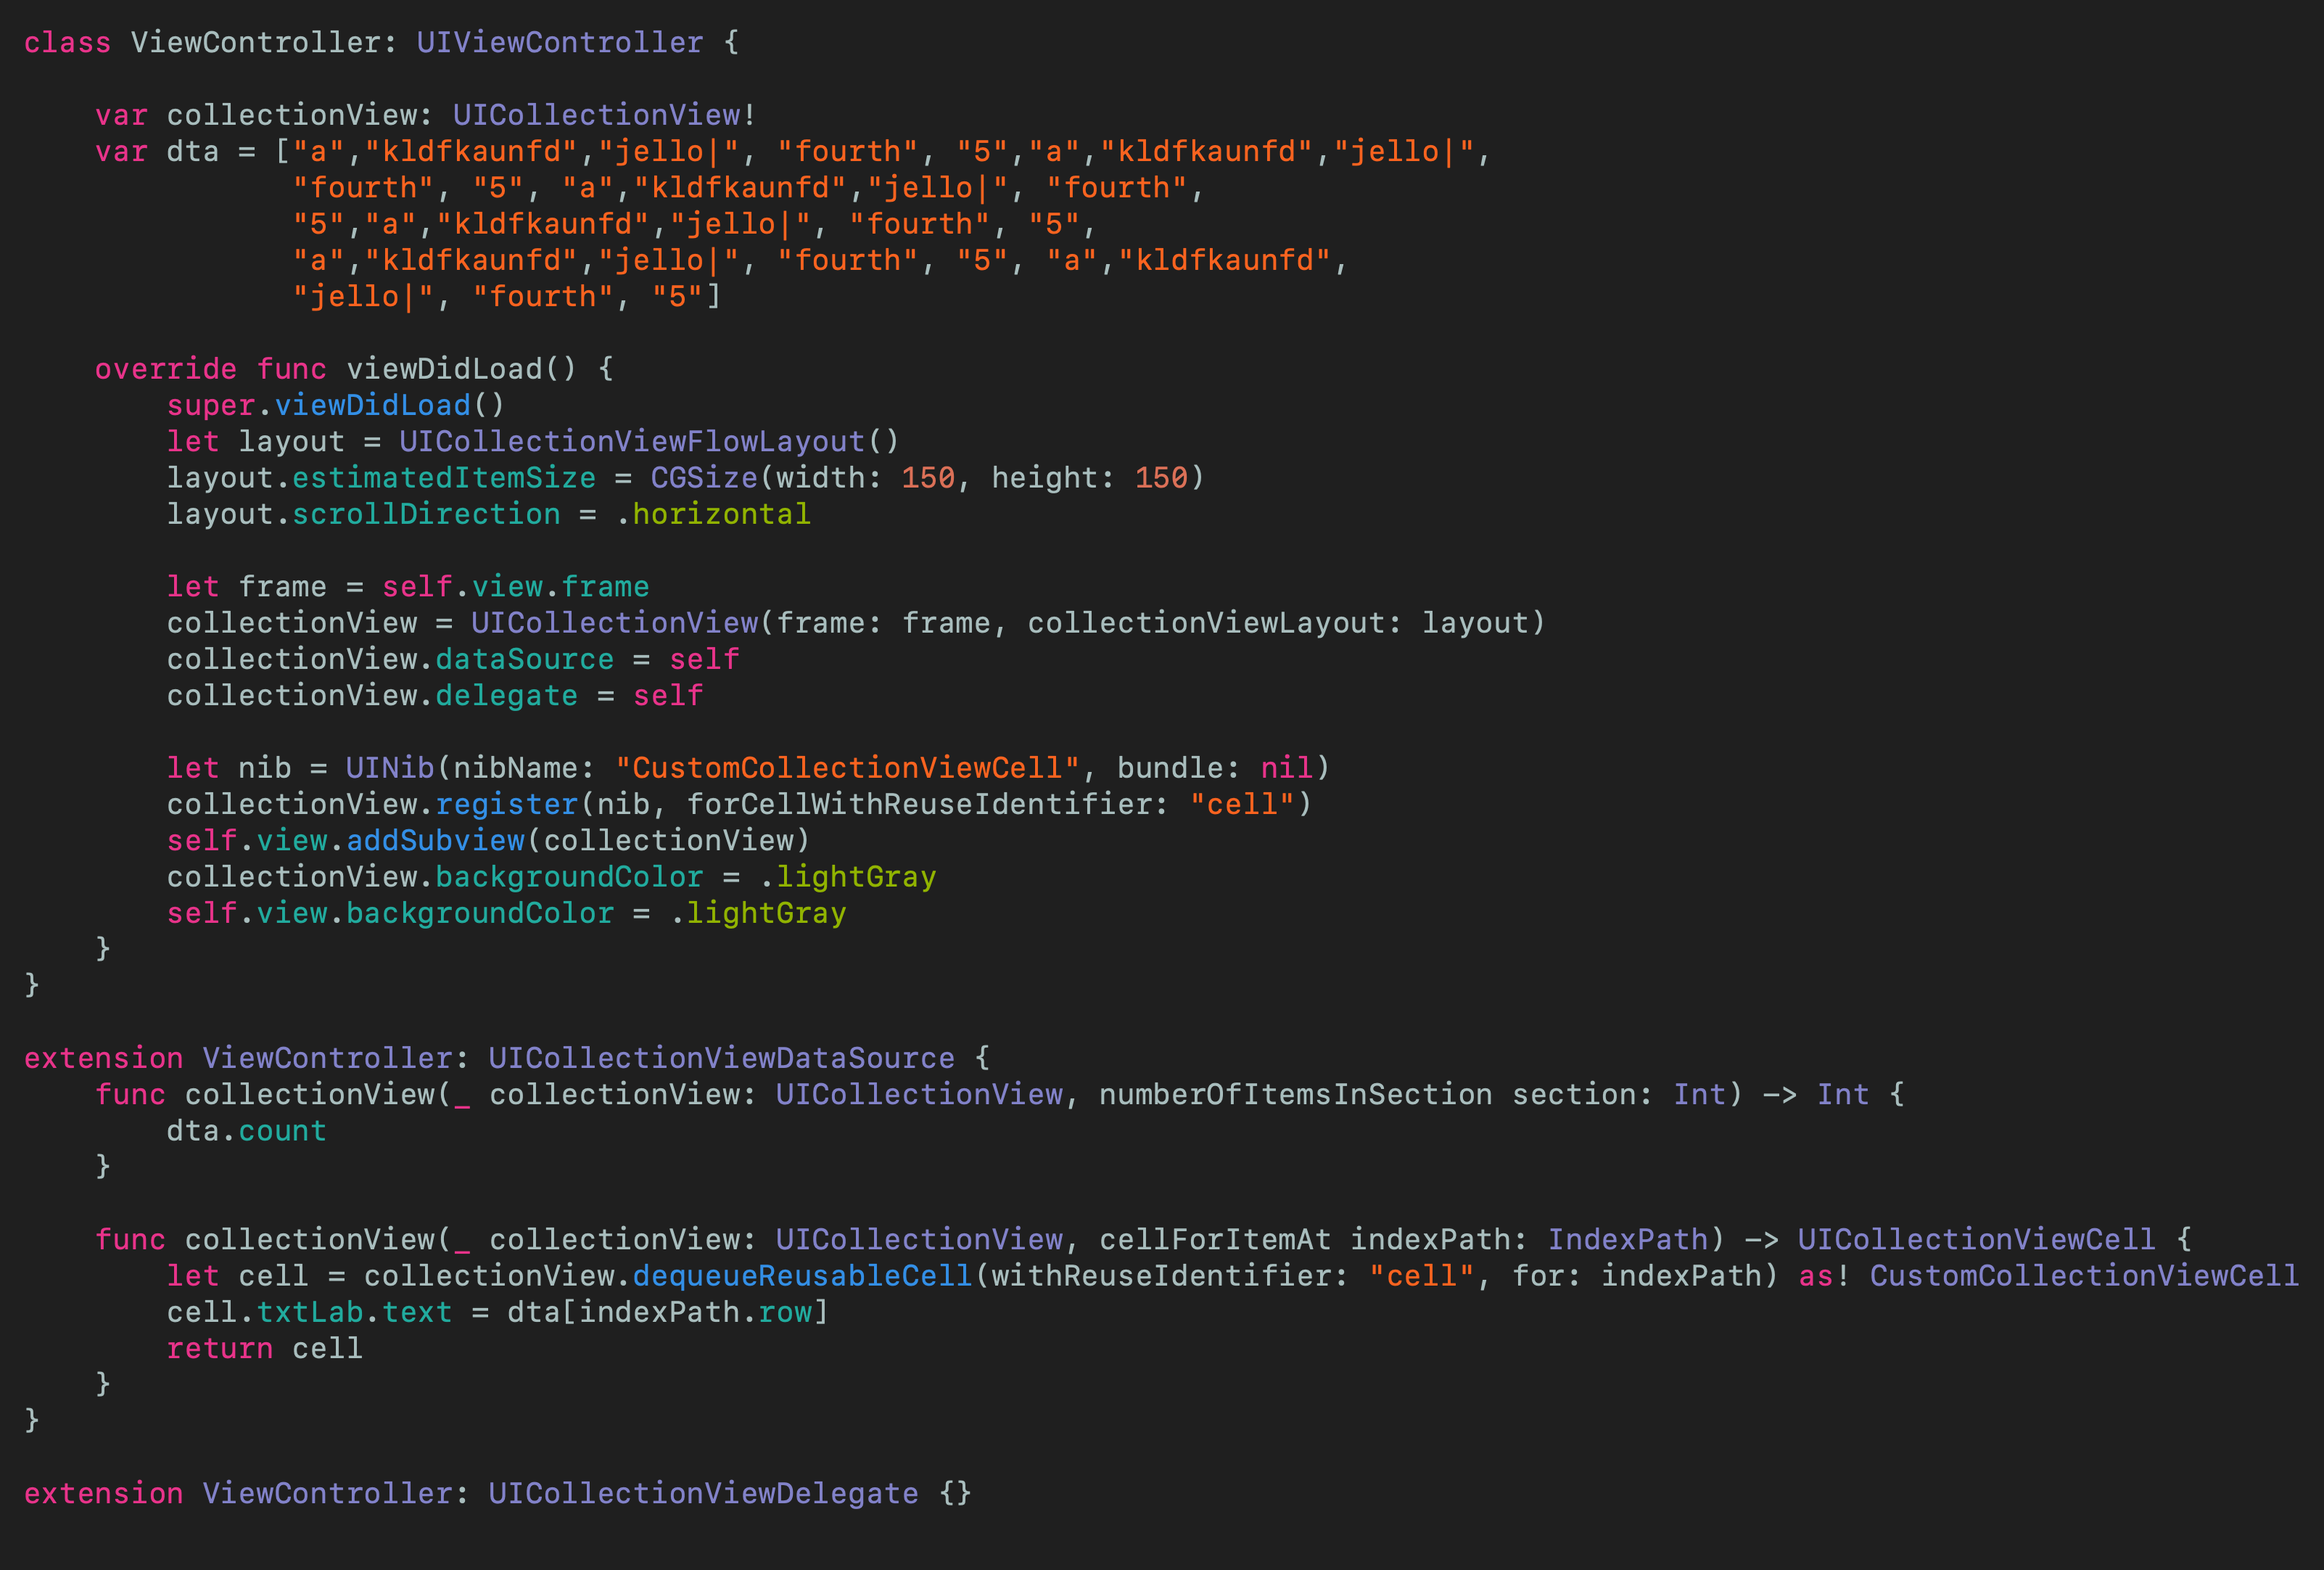 class ViewController: UIViewController {
var collectionView: UICollectionView!
var dta = ["a","kldfkaunfd","jello|", "fourth", "5","a","kldfkaunfd","jello|",
"fourth", "5", "a","kldfkaunfd","jello|", "fourth",
"5","a","kldfkaunfd","jello|", "fourth", "5",
"a","kldfkaunfd","jello|", "fourth", "5", "a","kldfkaunfd",
"jello|", "fourth", "5"]
override func viewDidLoad() {
super.viewDidLoad()
let layout = UICollectionViewFlowLayout()
layout.estimatedItemSize = CGSize(width: 150, height: 150)
layout.scrollDirection = .horizontal
let frame = self.view.frame
collectionView = UICollectionView(frame: frame, collectionViewLayout: layout)
collectionView.dataSource = self
collectionView.delegate = self
let nib = UINib(nibName: "CustomCollectionViewCell", bundle: nil)
collectionView.register(nib, forCellWithReuseIdentifier: "cell")
self.view.addSubview(collectionView)
collectionView.backgroundColor = .lightGray
self.view.backgroundColor = .lightGray
}
}
extension ViewController: UICollectionViewDataSource {
func collectionView(_ collectionView: UICollectionView, numberOfItemsInSection section: Int) -> Int {
dta.count
}
func collectionView(_ collectionView: UICollectionView, cellForItemAt indexPath: IndexPath) -> UICollectionViewCell {
let cell = collectionView.dequeueReusableCell(withReuseIdentifier: "cell", for: indexPath) as! CustomCollectionViewCell
cell.txtLab.text = dta[indexPath.row]
return cell
}
}
extension ViewController: UICollectionViewDelegate {}